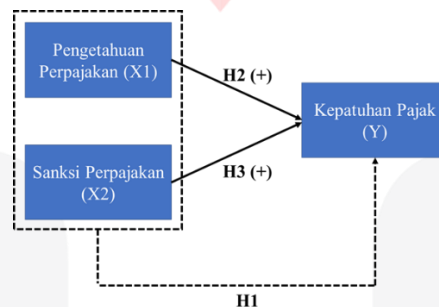 Pengetahuan
Perpajakan (X1)
H2 (+)
Kepatuhan Pajak
(Y)
Sanksi Perpajakan
(X2)
H3 (+)
H1